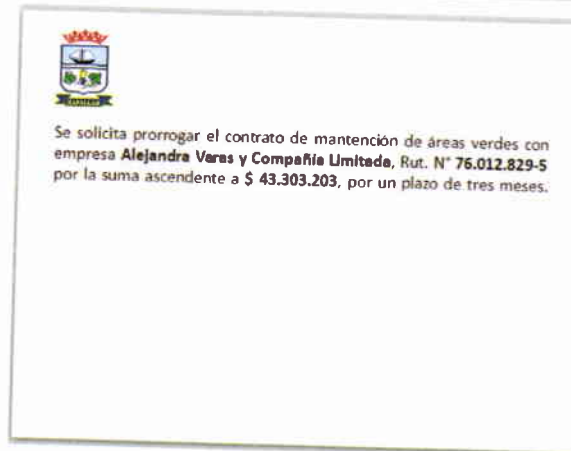 Se solicita prorrogar el contrato de mantención de áreas verdes con
empresa Alejandra Varas y Compañía Limitada, Rut. N° 76.012.829-5
por la suma ascendente a $ 43.303.203, por un plazo de tres meses.